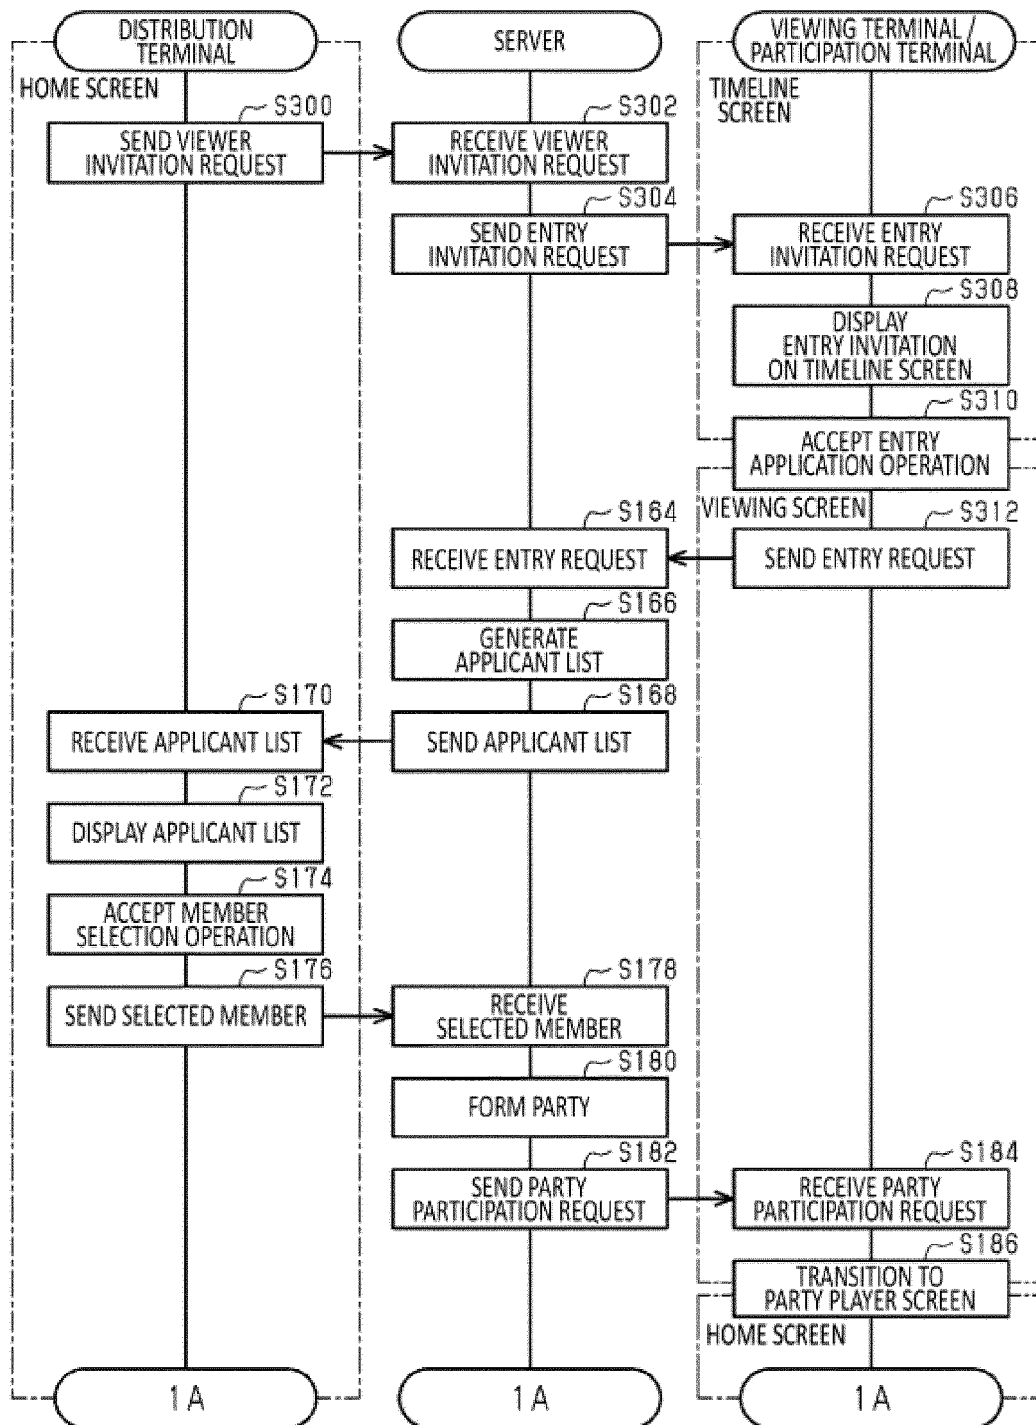 DISTRIBUTION
TERMINAL
SERVER
VIEWING TERMINAL/
PARTICIPATION TERMINAL
HOME SCREEN
TIMELINE
SCREEN
S300
SEND VIEWER
INVITATION REQUEST
S302
RECEIVE VIEWER
INVITATION REQUEST
S304
SEND ENTRY
INVITATION REQUEST
S306
RECEIVE ENTRY
INVITATION REQUEST
S308
DISPLAY
ENTRY INVITATION
ON TIMELINE SCREEN
S310
ACCEPT ENTRY
APPLICATION OPERATION
VIEWING SCREEN
S312
SEND ENTRY REQUEST
S164
RECEIVE ENTRY REQUEST
S166
GENERATE
APPLICANT LIST
S168
SEND APPLICANT LIST
S170
RECEIVE APPLICANT LIST
S172
DISPLAY APPLICANT LIST
S174
ACCEPT MEMBER
SELECTION OPERATION
S176
SEND SELECTED MEMBER
S178
RECEIVE
SELECTED MEMBER
S180
FORM PARTY
S182
SEND PARTY
PARTICIPATION REQUEST
S184
RECEIVE PARTY
PARTICIPATION REQUEST
S186
TRANSITION TO
PARTY PLAYER SCREEN
HOME SCREEN
1A
1A
1A